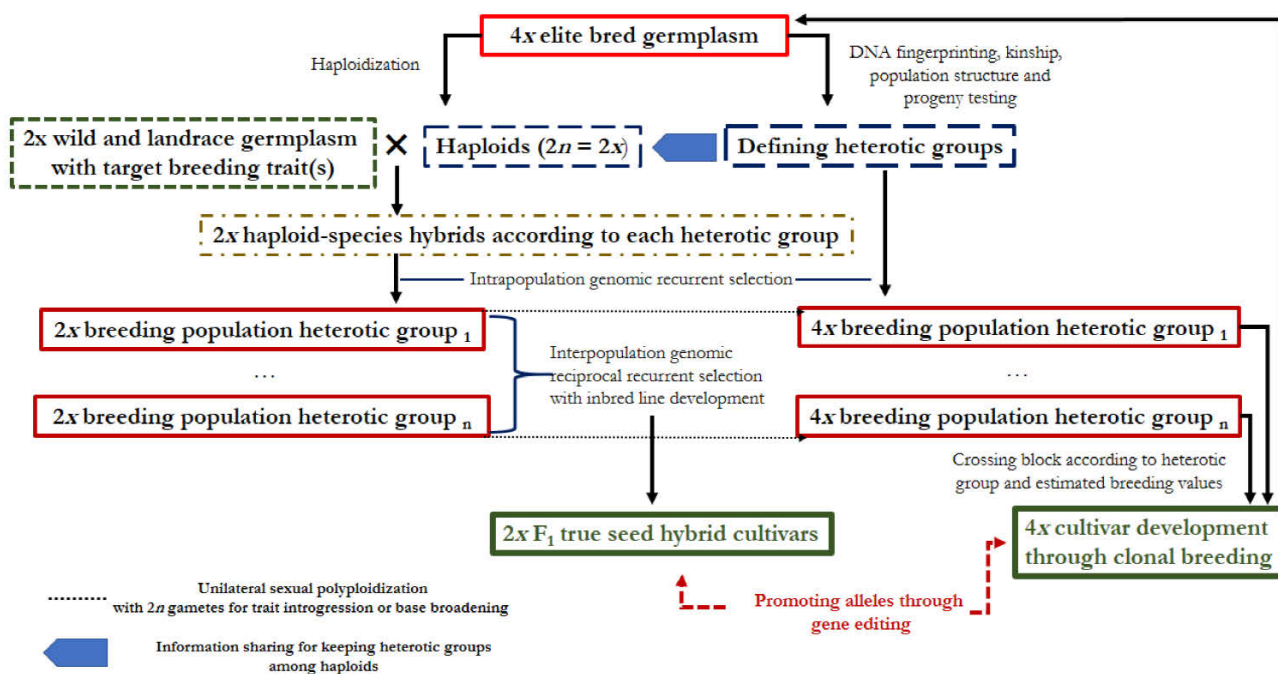 4x elite bred germplasm
Haploidization
DNA fingerprinting, kinship,
population structure and
progeny testing
2x wild and landrace germplasm
with target breeding trait(s)
×
Haploids (2n = 2x)
Defining heterotic groups
2x haploid-species hybrids according to each heterotic group
Intrapopulation genomic recurrent selection
2x breeding population heterotic group 1
4x breeding population heterotic group 1
…
Interpopulation genomic
reciprocal recurrent selection
with inbred line development
…
2x breeding population heterotic group n
4x breeding population heterotic group n
Crossing block according to heterotic
group and estimated breeding values
2x F1 true seed hybrid cultivars
4x cultivar development
through clonal breeding
Unilateral sexual polyploidization
with 2n gametes for trait introgression or base broadening
Promoting alleles through
gene editing
Information sharing for keeping heterotic groups
among haploids